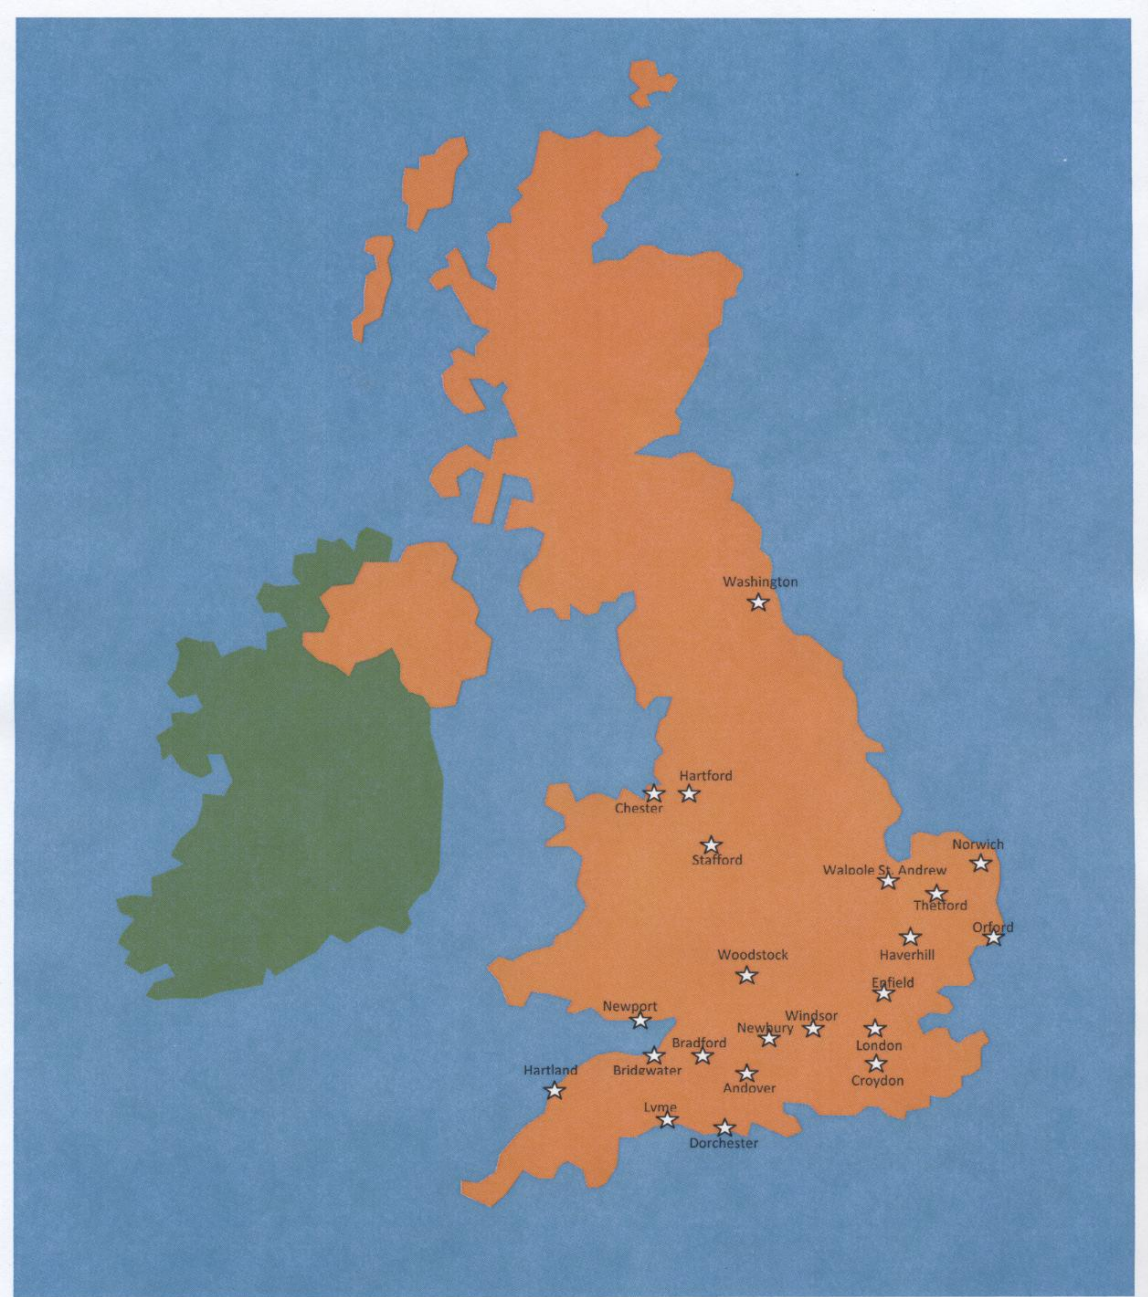 Washington
Hartford
Chester
Stafford
Norwich
Walpole St. Andrew
Thetford
Orford
Haverhill
Woodstock
Enfield
Newport
Windsor
Newbury
Bradford
London
Bridgwater
Hartland
Croydon
Andover
Lyme
Dorchester